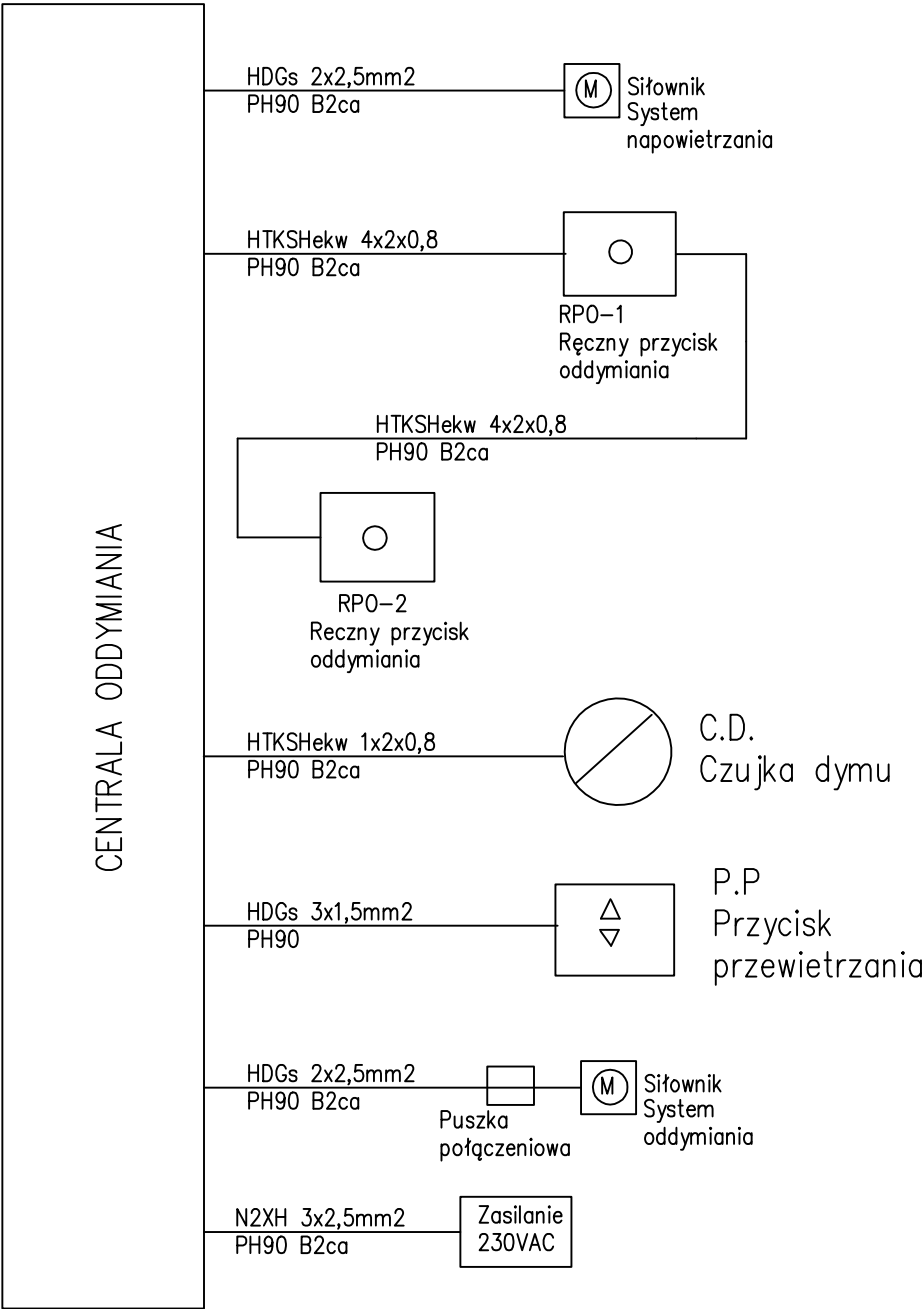 HDGs 2x2,5mm2
PH90 B2ca
Siłownik
System
napowietrzania
HTKSHekw 4x2x0,8
PH90 B2ca
RPO-1
Ręczny przycisk
oddymiania
HTKSHekw 4x2x0,8
PH90 B2ca
RPO-2
Reczny przycisk
oddymiania
CENTRALA ODDYMIANIA
HTKSHekw 1x2x0,8
PH90 B2ca
C.D.
Czujka dymu
HDGs 3x1,5mm2
PH90
P.P
Przycisk
przewietrzania
HDGs 2x2,5mm2
PH90 B2ca
Puszka
połączeniowa
Siłownik
System
oddymiania
N2XH 3x2,5mm2
PH90 B2ca
Zasilanie
230VAC
M
M